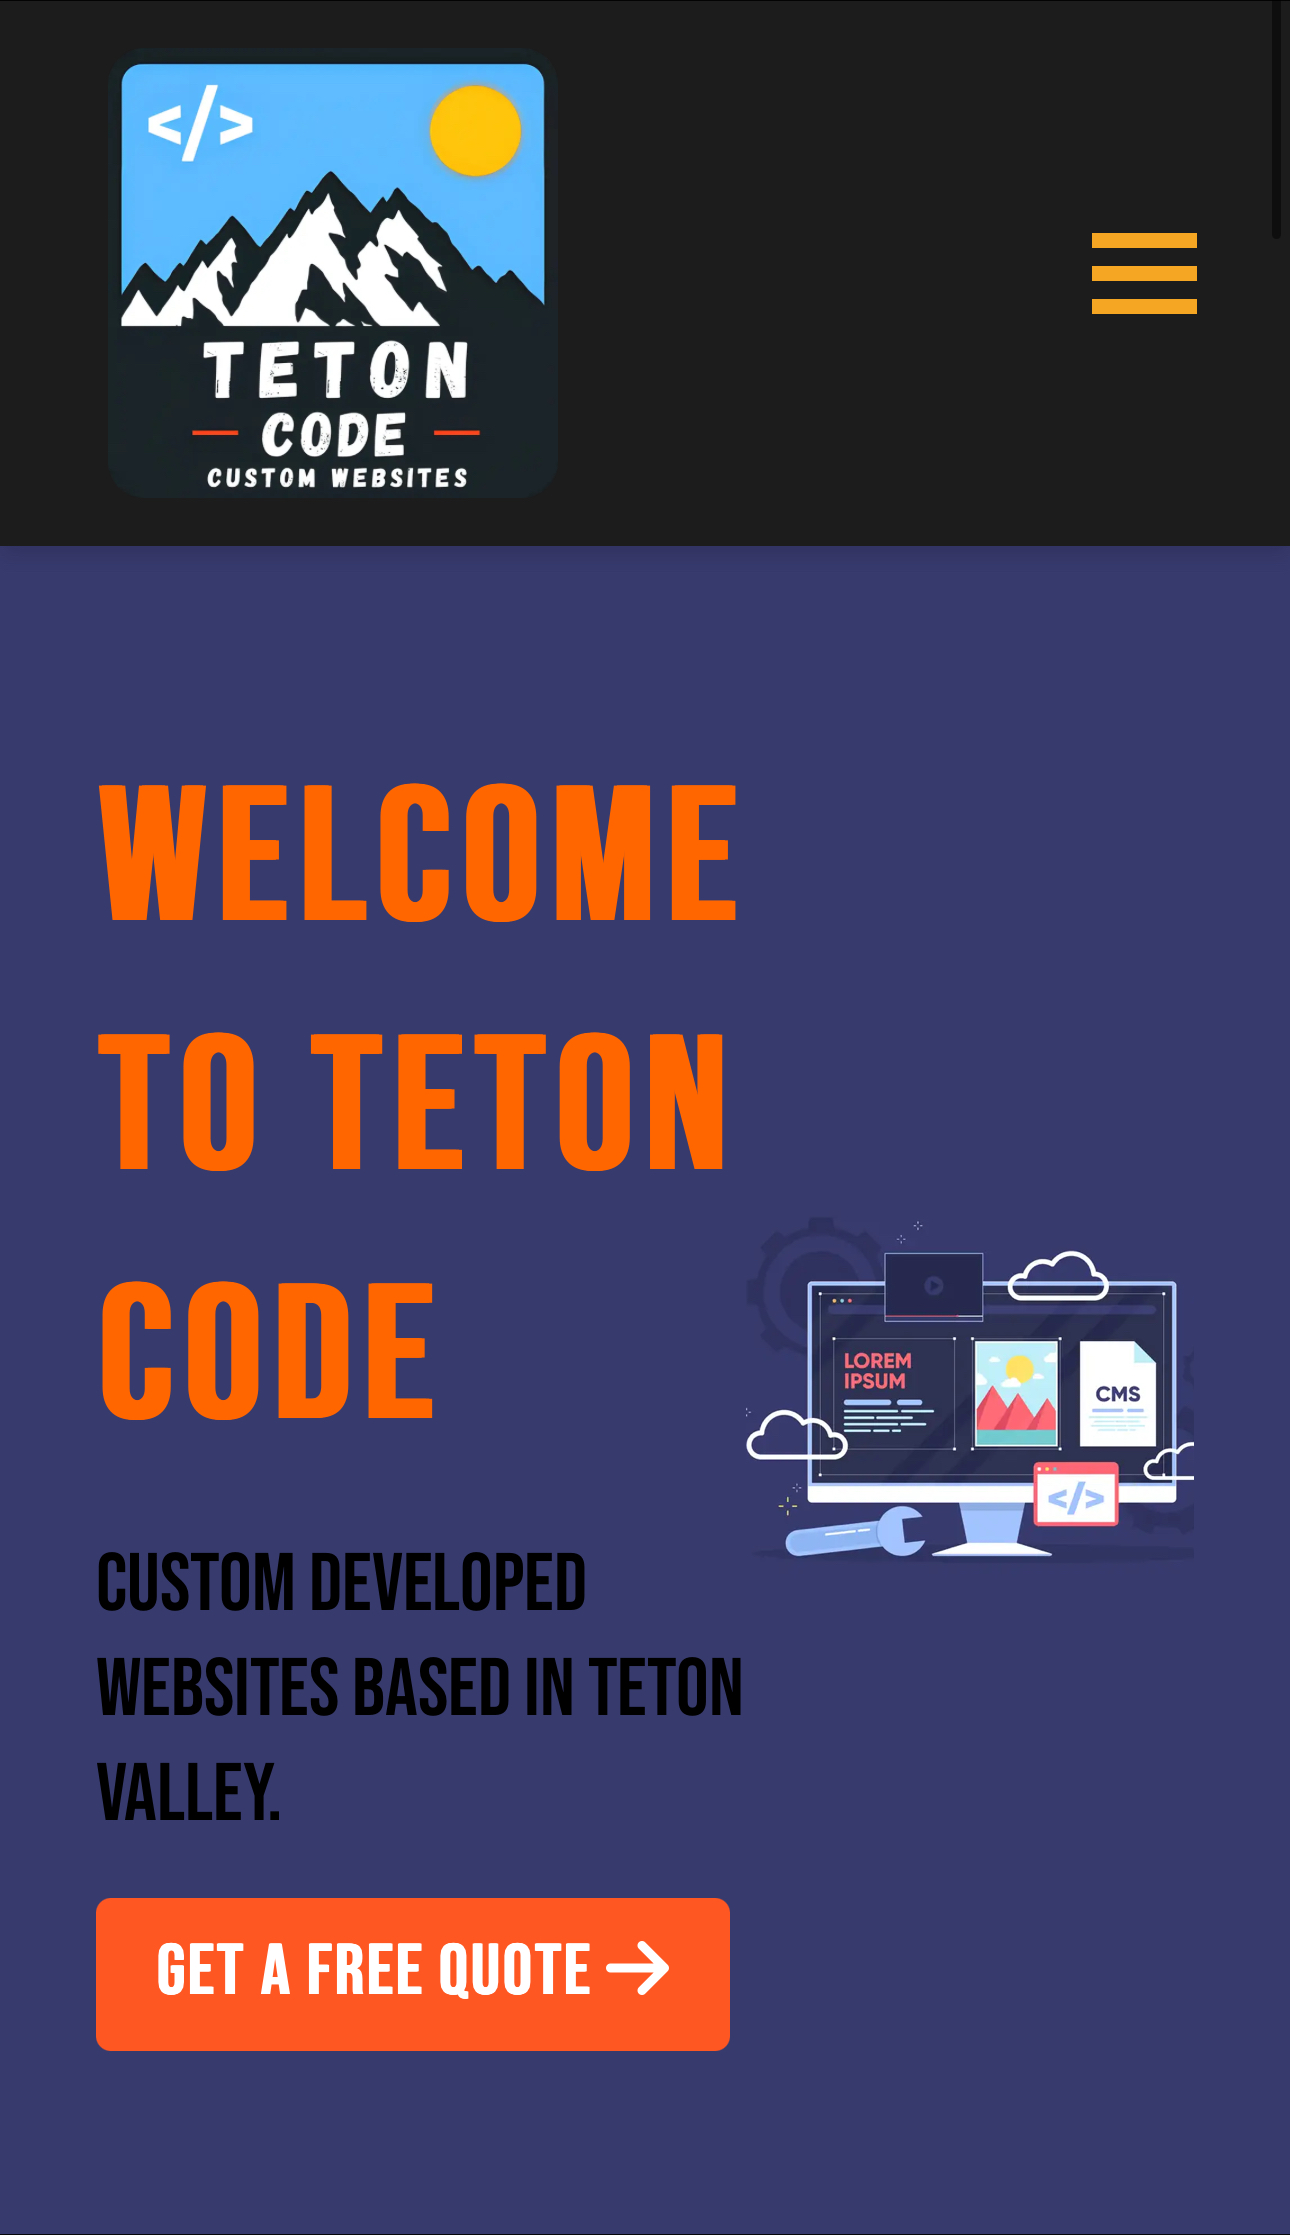 </>
TETON
CODE
CUSTOM WEBSITES
WELCOME
TO TETON
CODE
LOREM
IPSUM
CMS
</>
CUSTOM DEVELOPED
WEBSITES BASED IN TETON
VALLEY.
GET A FREE QUOTE →